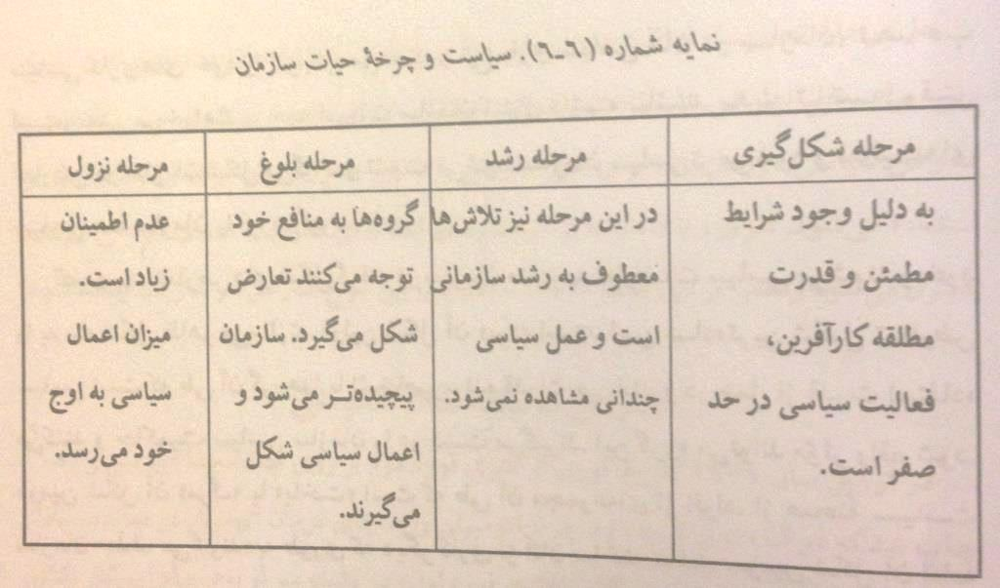 نمایه شماره (۶-۶). سیاست و چرخهٔ حیات سازمان
مرحله شکل‌گیری
به دلیل وجود شرایط
مطمئن و قدرت
مطلقه کارآفرین،
فعالیت سیاسی در حد
صفر است.
مرحله رشد
در این مرحله نیز تلاش‌ها
معطوف به رشد سازمانی
است و عمل سیاسی
چندانی مشاهده نمی‌شود.
مرحله بلوغ
گروه‌ها به منافع خود
توجه می‌کنند تعارض
شکل می‌گیرد. سازمان
پیچیده‌تر می‌شود و
اعمال سیاسی شکل
می‌گیرند.
مرحله نزول
عدم اطمینان
زیاد است.
میزان اعمال
سیاسی به اوج
خود می‌رسد.